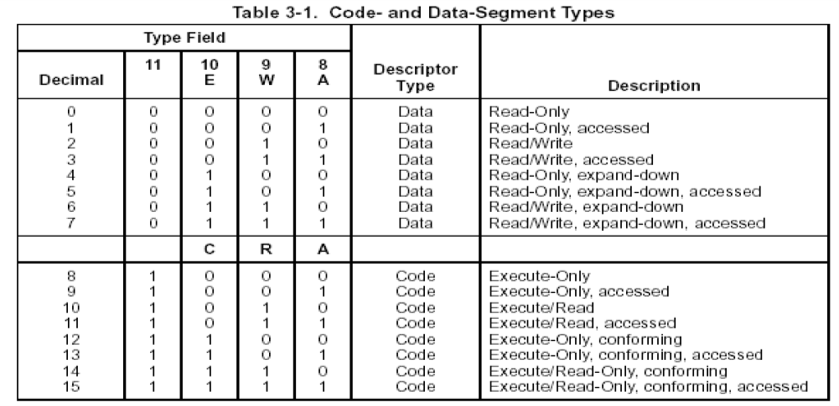 Table 3-1. Code- and Data-Segment Types
Type Field
Decimal 11 10 E 9 W 8 A Descriptor Type Description
0 0 0 0 0 Data Read-Only
1 0 0 0 1 Data Read-Only, accessed
2 0 0 1 0 Data Read/Write
3 0 0 1 1 Data Read/Write, accessed
4 0 1 0 0 Data Read-Only, expand-down
5 0 1 0 1 Data Read-Only, expand-down, accessed
6 0 1 1 0 Data Read/Write, expand-down
7 0 1 1 1 Data Read/Write, expand-down, accessed
C R A
8 1 0 0 0 Code Execute-Only
9 1 0 0 1 Code Execute-Only, accessed
10 1 0 1 0 Code Execute/Read
11 1 0 1 1 Code Execute/Read, accessed
12 1 1 0 0 Code Execute-Only, conforming
13 1 1 0 1 Code Execute-Only, conforming, accessed
14 1 1 1 0 Code Execute/Read-Only, conforming
15 1 1 1 1 Code Execute/Read-Only, conforming, accessed